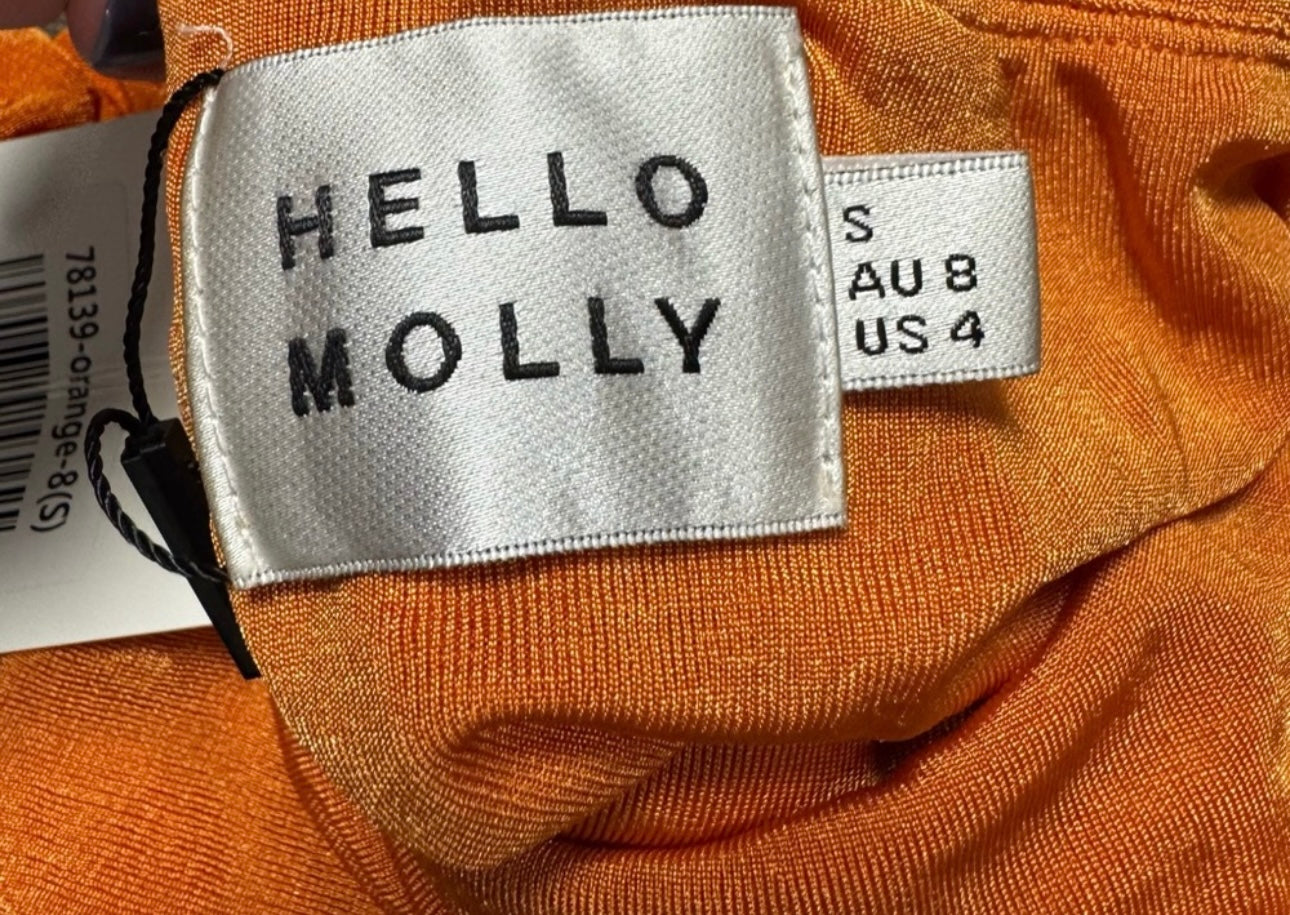 HELLO
MOLLY
S
AU 8
US 4
78139-orange-8(S)